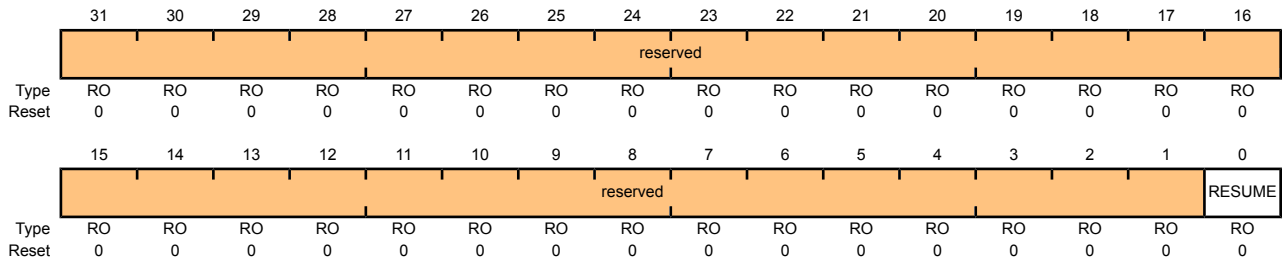 31 30 29 28 27 26 25 24 23 22 21 20 19 18 17 16
reserved
Type RO RO RO RO RO RO RO RO RO RO RO RO RO RO RO RO
Reset 0 0 0 0 0 0 0 0 0 0 0 0 0 0 0 0
15 14 13 12 11 10 9 8 7 6 5 4 3 2 1 0
reserved RESUME
Type RO RO RO RO RO RO RO RO RO RO RO RO RO RO RO RO
Reset 0 0 0 0 0 0 0 0 0 0 0 0 0 0 0 0